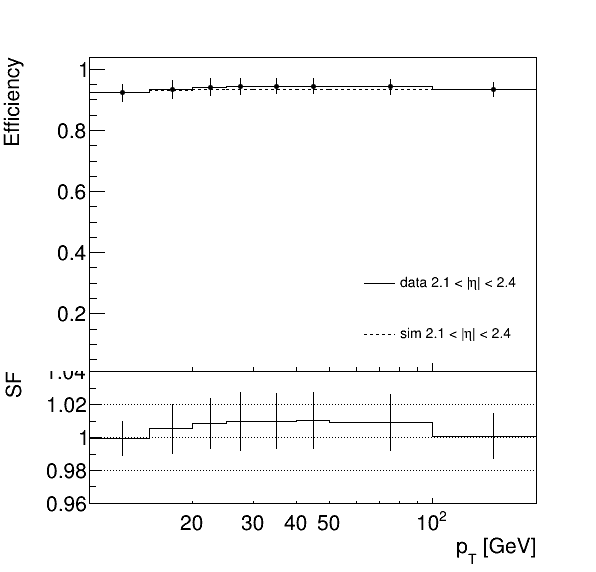 Efficiency
1
0.8
0.6
0.4
0.2
data 2.1 < |η| < 2.4
sim 2.1 < |η| < 2.4
SF
1.04
1.02
1
0.98
0.96
20 30 40 50 10²
p_T [GeV]